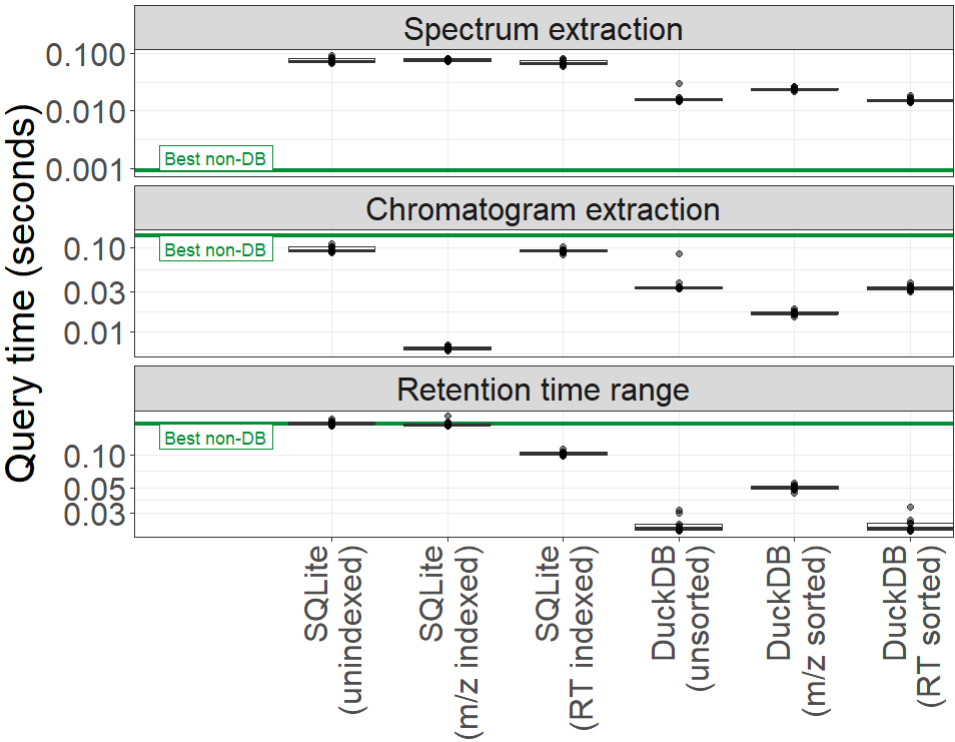 Query time (seconds)
Spectrum extraction
0.100
0.010
0.001
Best non-DB
Chromatogram extraction
0.10
0.03
0.01
Best non-DB
Retention time range
0.10
0.05
0.03
Best non-DB
SQLite
(unindexed)
SQLite
(m/z indexed)
SQLite
(RT indexed)
DuckDB
(unsorted)
DuckDB
(m/z sorted)
DuckDB
(RT sorted)